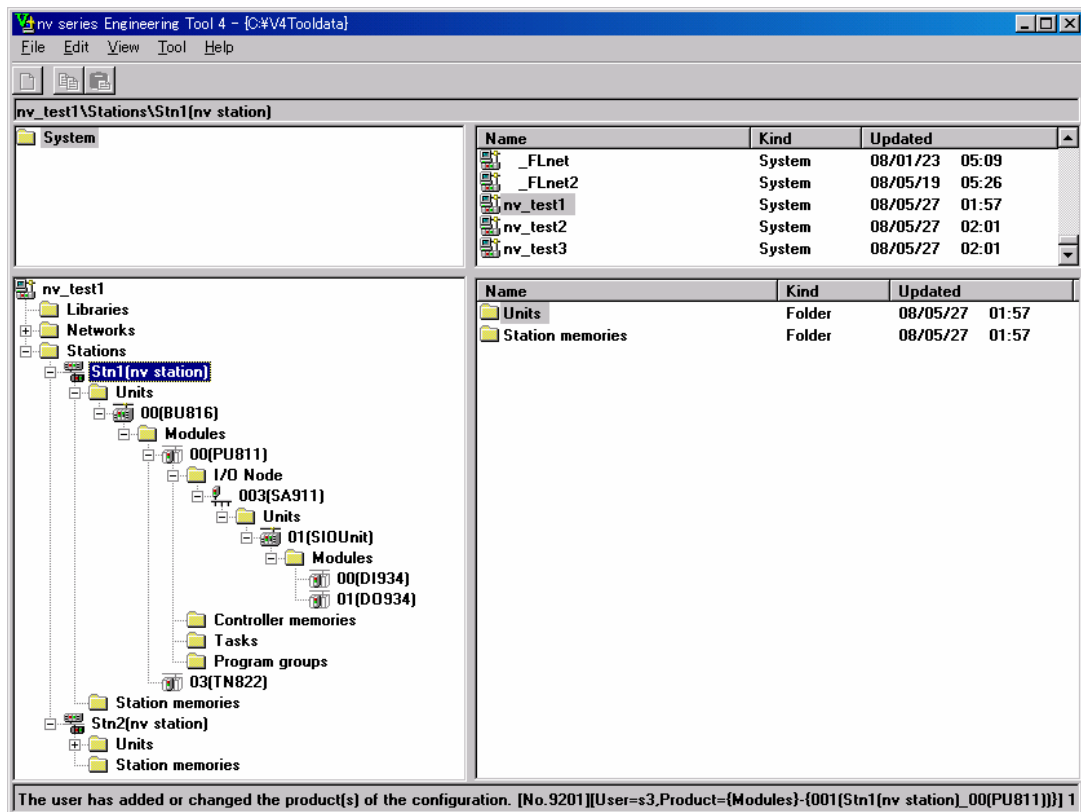 nv series Engineering Tool 4 - {C:¥V4Tooldata}
File Edit View Tool Help
nv_test1\Stations\Stn1(nv station)
System
Name Kind Updated
_FLnet System 08/01/23 05:09
_FLnet2 System 08/05/19 05:26
nv_test1 System 08/05/27 01:57
nv_test2 System 08/05/27 02:01
nv_test3 System 08/05/27 02:01
nv_test1
Libraries
Networks
Stations
Stn1(nv station)
Units
00(BU816)
Modules
00(PU811)
I/O Node
003(SA911)
Units
01(SIOUnit)
Modules
00(DI934)
01(DO934)
Controller memories
Tasks
Program groups
03(TN822)
Station memories
Stn2(nv station)
Units
Station memories
Name Kind Updated
Units Folder 08/05/27 01:57
Station memories Folder 08/05/27 01:57
The user has added or changed the product(s) of the configuration. [No.9201][User=s3,Product={Modules}-{001(Stn1(nv station)_00(PU811))}] 1